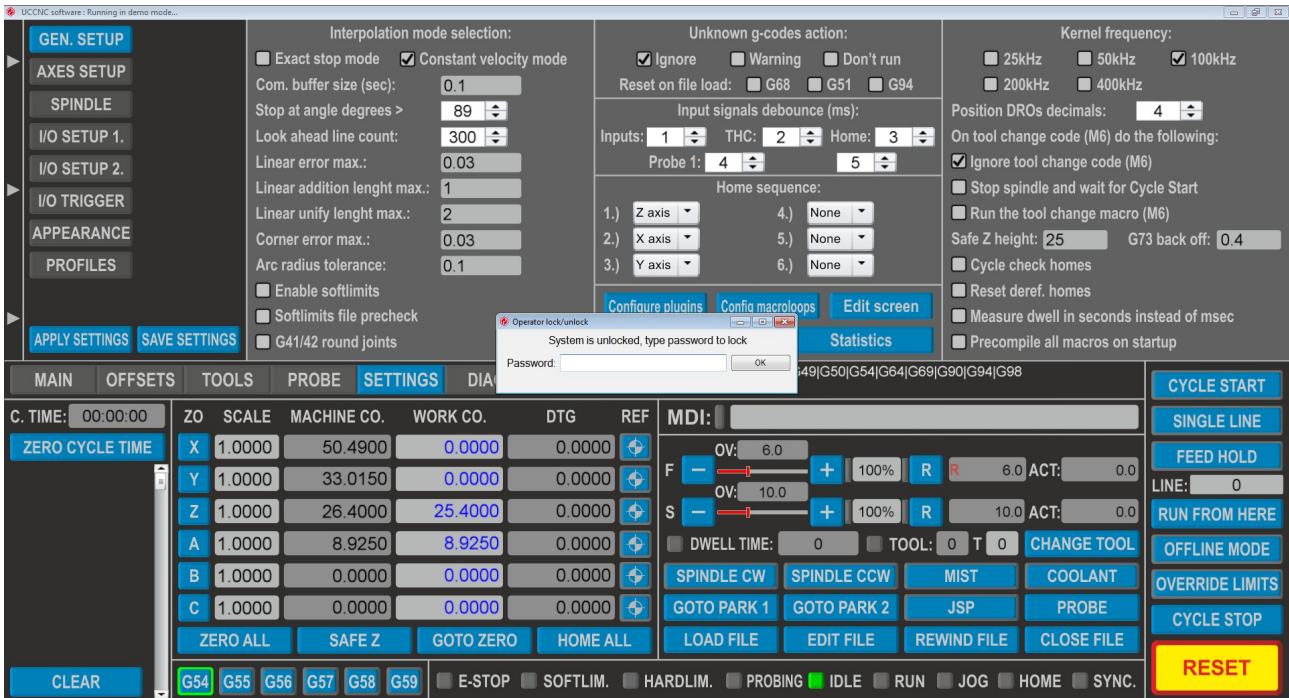 UCCNC software : Running in demo mode...
GEN. SETUP
AXES SETUP
SPINDLE
I/O SETUP 1.
I/O SETUP 2.
I/O TRIGGER
APPEARANCE
PROFILES
APPLY SETTINGS SAVE SETTINGS
Interpolation mode selection:
Exact stop mode Constant velocity mode
Com. buffer size (sec): 0.1
Stop at angle degrees > 89
Look ahead line count: 300
Linear error max.: 0.03
Linear addition lenght max.: 1
Linear unify lenght max.: 2
Corner error max.: 0.03
Arc radius tolerance: 0.1
Enable softlimits
Softlimits file precheck
G41/42 round joints
Unknown g-codes action:
Ignore Warning Don't run
Reset on file load: G68 G51 G94
Input signals debounce (ms):
Inputs: 1 THC: 2 Home: 3
Probe 1: 4 5
Home sequence:
1.) Z axis 4.) None
2.) X axis 5.) None
3.) Y axis 6.) None
Configure plugins Config macroloops Edit screen
Statistics
Kernel frequency:
25kHz 50kHz 100kHz
200kHz 400kHz
Position DROs decimals: 4
On tool change code (M6) do the following:
Ignore tool change code (M6)
Stop spindle and wait for Cycle Start
Run the tool change macro (M6)
Safe Z height: 25 G73 back off: 0.4
Cycle check homes
Reset deref. homes
Measure dwell in seconds instead of msec
Precompile all macros on startup
Operator lock/unlock
System is unlocked, type password to lock
Password: OK
MAIN OFFSETS TOOLS PROBE SETTINGS DIA G49|G50|G54|G64|G69|G90|G94|G98
C. TIME: 00:00:00
ZERO CYCLE TIME
CLEAR
ZO SCALE MACHINE CO. WORK CO. DTG REF
X 1.0000 50.4900 0.0000 0.0000
Y 1.0000 33.0150 0.0000 0.0000
Z 1.0000 26.4000 25.4000 0.0000
A 1.0000 8.9250 8.9250 0.0000
B 1.0000 0.0000 0.0000 0.0000
C 1.0000 0.0000 0.0000 0.0000
ZERO ALL SAFE Z GOTO ZERO HOME ALL
MDI:
OV: 6.0
F − + 100% R R 6.0 ACT: 0.0
OV: 10.0
S − + 100% R 10.0 ACT: 0.0
DWELL TIME: 0 TOOL: 0 T 0 CHANGE TOOL
SPINDLE CW SPINDLE CCW MIST COOLANT
GOTO PARK 1 GOTO PARK 2 JSP PROBE
LOAD FILE EDIT FILE REWIND FILE CLOSE FILE
G54 G55 G56 G57 G58 G59 E-STOP SOFTLIM. HARDLIM. PROBING IDLE RUN JOG HOME SYNC.
CYCLE START
SINGLE LINE
FEED HOLD
LINE: 0
RUN FROM HERE
OFFLINE MODE
OVERRIDE LIMITS
CYCLE STOP
RESET